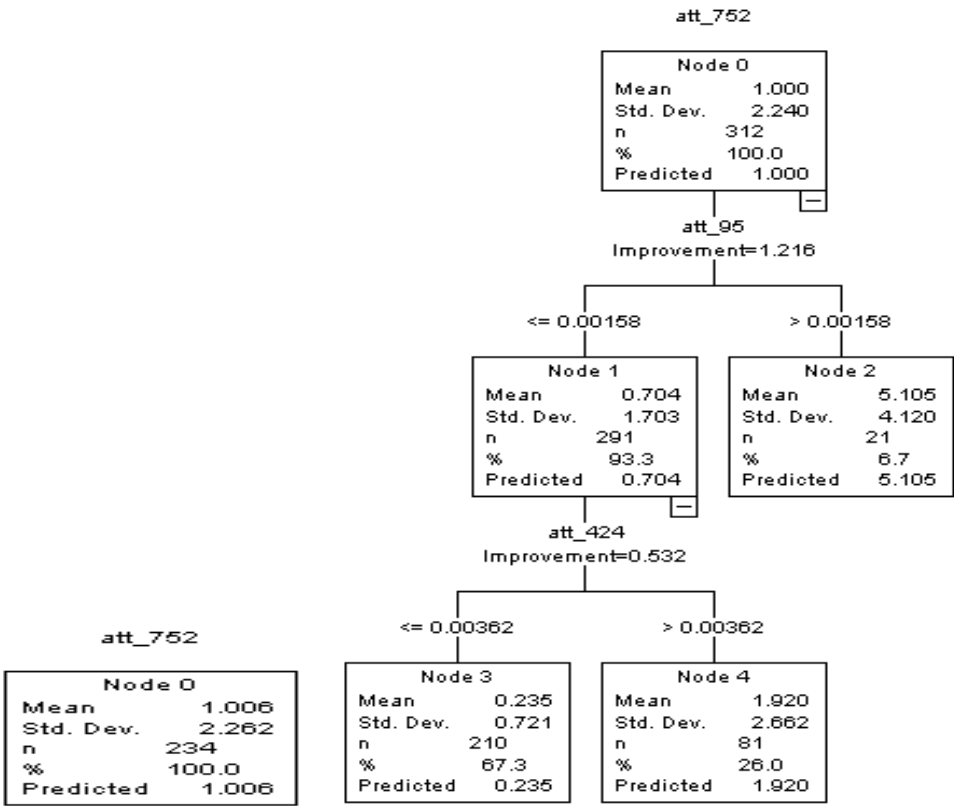 att_752
Node 0
Mean 1.000
Std. Dev. 2.240
n 312
% 100.0
Predicted 1.000
att_95
Improvement=1.216
<= 0.00158
> 0.00158
Node 1
Mean 0.704
Std. Dev. 1.703
n 291
% 93.3
Predicted 0.704
Node 2
Mean 5.105
Std. Dev. 4.120
n 21
% 6.7
Predicted 5.105
att_424
Improvement=0.532
<= 0.00362
> 0.00362
att_752
Node 0
Mean 1.006
Std. Dev. 2.262
n 234
% 100.0
Predicted 1.006
Node 3
Mean 0.235
Std. Dev. 0.721
n 210
% 67.3
Predicted 0.235
Node 4
Mean 1.920
Std. Dev. 2.662
n 81
% 26.0
Predicted 1.920